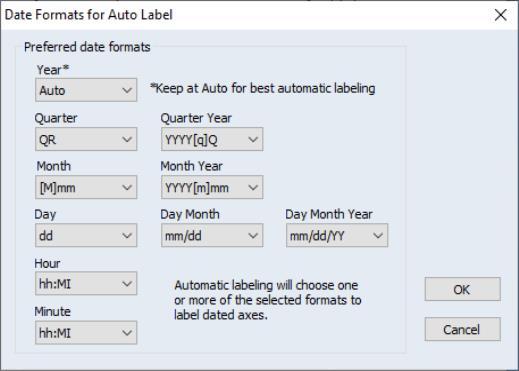 Date Formats for Auto Label
Preferred date formats
Year*
Auto
*Keep at Auto for best automatic labeling
Quarter
Quarter Year
QR
YYYY[q]Q
Month
Month Year
[M]mm
YYYY[m]mm
Day
Day Month
Day Month Year
dd
mm/dd
mm/dd/YY
Hour
hh:MI
Automatic labeling will choose one
or more of the selected formats to
label dated axes.
Minute
hh:MI
OK
Cancel